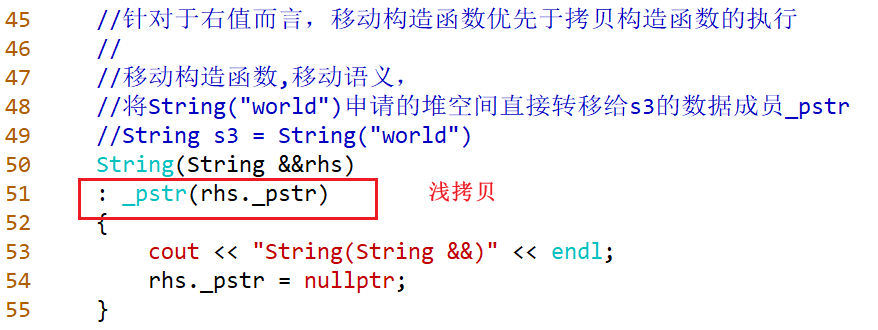 45 //针对于右值而言，移动构造函数优先于拷贝构造函数的执行
46 //
47 //移动构造函数,移动语义，
48 //将String("world")申请的堆空间直接转移给s3的数据成员_pstr
49 //String s3 = String("world")
50 String(String &&rhs)
51 : _pstr(rhs._pstr) 浅拷贝
52 {
53 cout << "String(String &&)" << endl;
54 rhs._pstr = nullptr;
55 }